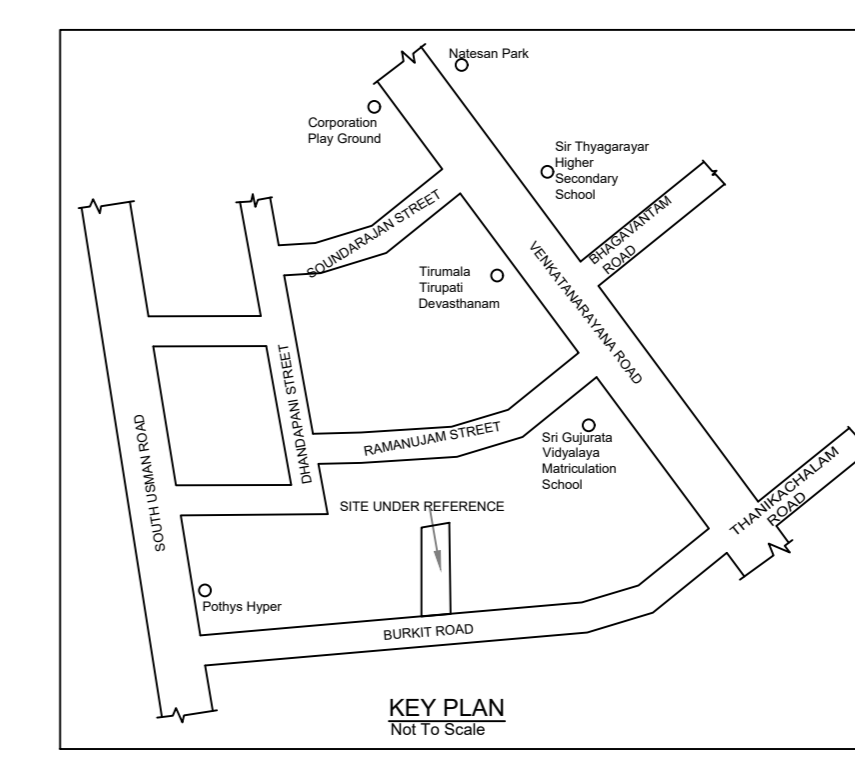 Natesan Park
Corporation
Play Ground
Sir Thyagarayar
Higher
Secondary
School
BHAGAVANTAM
ROAD
SOUNDARAJAN STREET
Tirumala
Tirupati
Devasthanam
VENKATANARAYANA ROAD
DHANDAPANI STREET
RAMANUJAM STREET
Sri Gujurata
Vidyalaya
Matriculation
School
SOUTH USMAN ROAD
THANIKACHALAM
ROAD
SITE UNDER REFERENCE
Pothys Hyper
BURKIT ROAD
KEY PLAN
Not To Scale